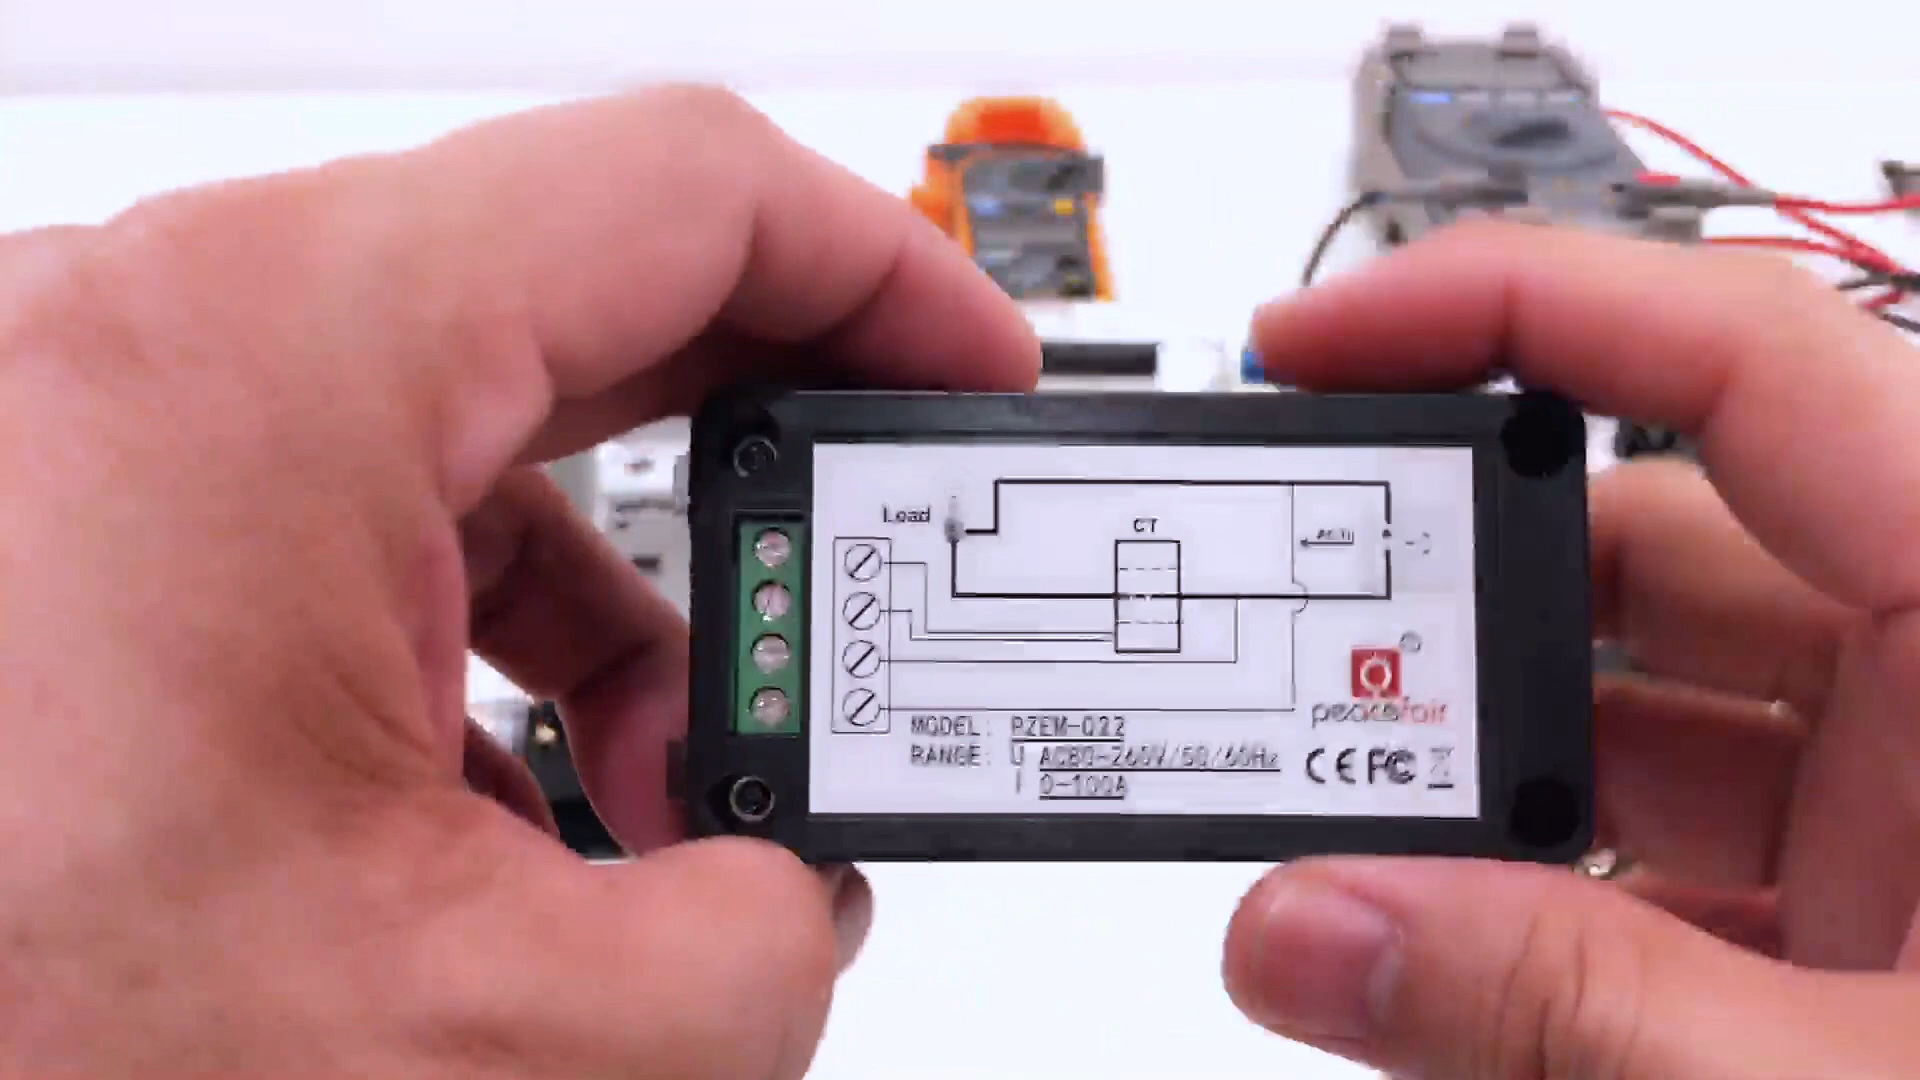 Load
CT
peacefair
MODEL: PZEM-022
RANGE: U AC80-260V/50/60Hz
I 0-100A
CE FC